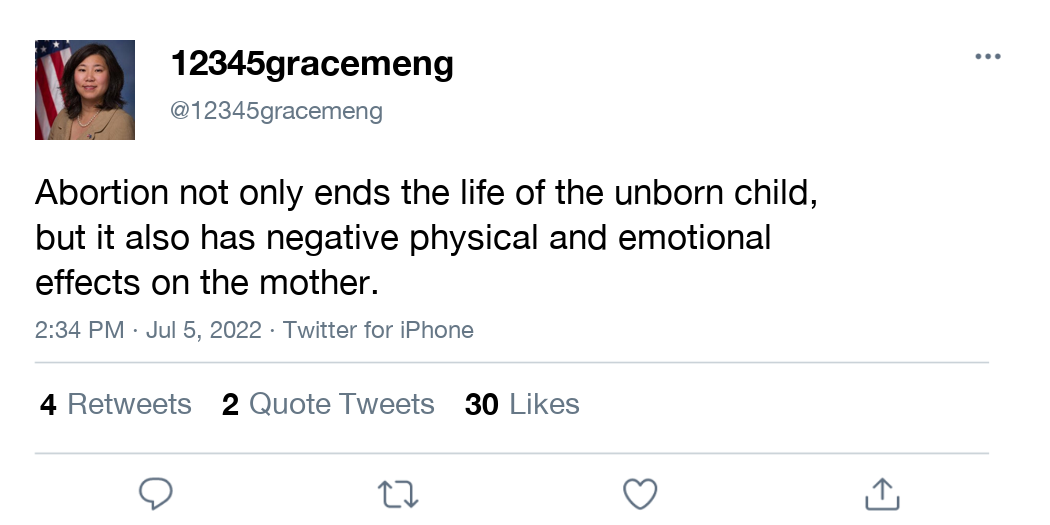 12345gracemeng
@12345gracemeng
Abortion not only ends the life of the unborn child,
but it also has negative physical and emotional
effects on the mother.
2:34 PM · Jul 5, 2022 · Twitter for iPhone
4 Retweets 2 Quote Tweets 30 Likes